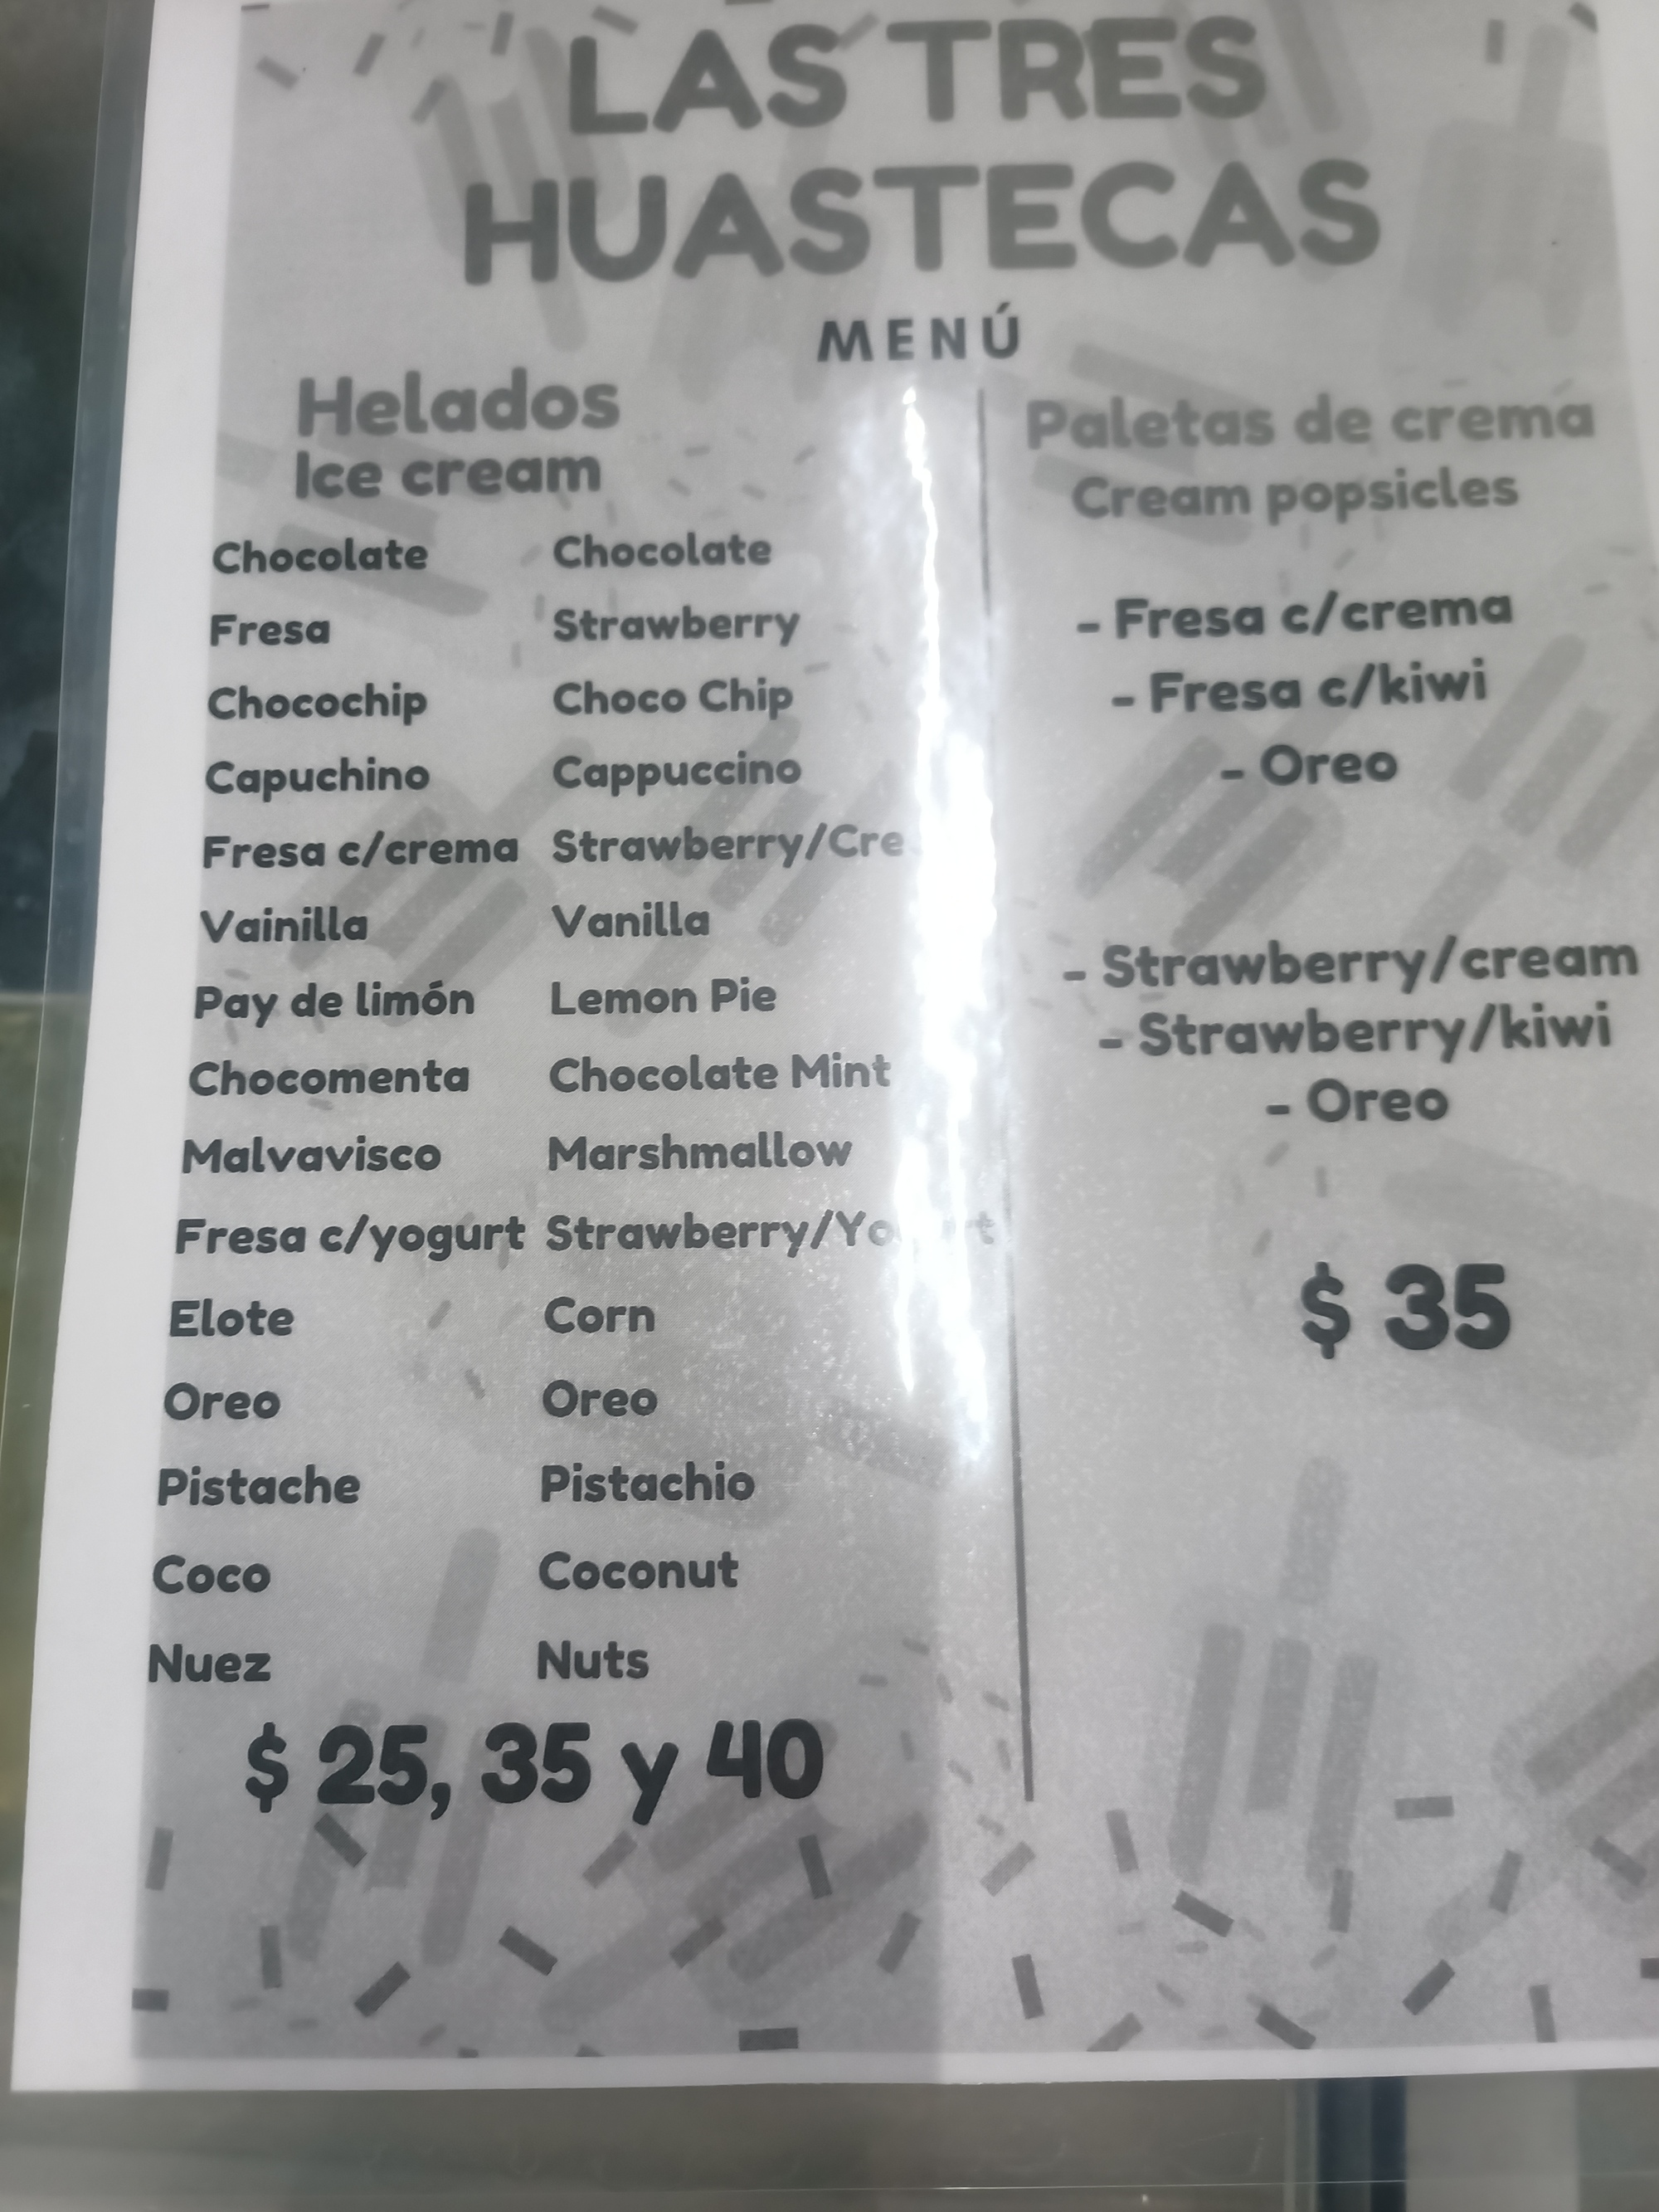 LAS TRES
HUASTECAS
MENÚ
Helados
Ice cream
Chocolate Chocolate
Fresa Strawberry
Chocochip Choco Chip
Capuchino Cappuccino
Fresa c/crema Strawberry/Cre
Vainilla Vanilla
Pay de limón Lemon Pie
Chocomenta Chocolate Mint
Malvavisco Marshmallow
Fresa c/yogurt Strawberry/
Elote Corn
Oreo Oreo
Pistache Pistachio
Coco Coconut
Nuez Nuts
$ 25, 35 y 40
Paletas de crema
Cream popsicles
- Fresa c/crema
- Fresa c/kiwi
- Oreo
- Strawberry/cream
- Strawberry/kiwi
- Oreo
$ 35